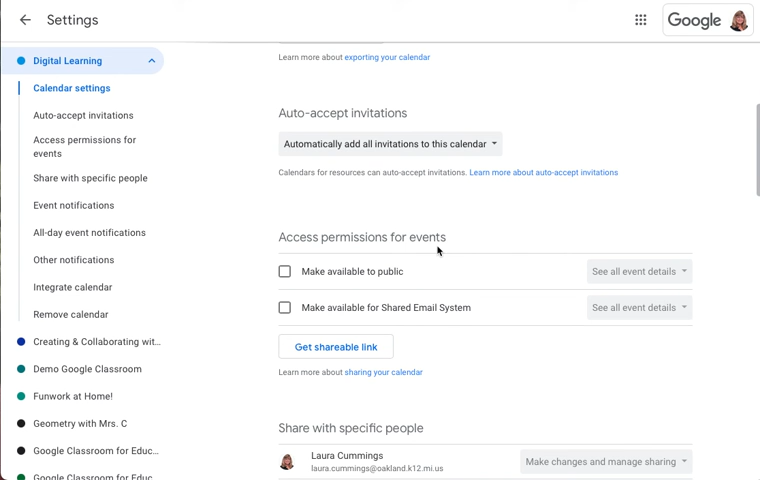 Settings
Google
Digital Learning
Calendar settings
Auto-accept invitations
Access permissions for
events
Share with specific people
Event notifications
All-day event notifications
Other notifications
Integrate calendar
Remove calendar
Creating & Collaborating wit...
Demo Google Classroom
Funwork at Home!
Geometry with Mrs. C
Google Classroom for Educ...
Google Classroom for Educ...
Learn more about exporting your calendar
Auto-accept invitations
Automatically add all invitations to this calendar
Calendars for resources can auto-accept invitations. Learn more about auto-accept invitations
Access permissions for events
Make available to public
See all event details
Make available for Shared Email System
See all event details
Get shareable link
Learn more about sharing your calendar
Share with specific people
Laura Cummings
laura.cummings@oakland.k12.mi.us
Make changes and manage sharing